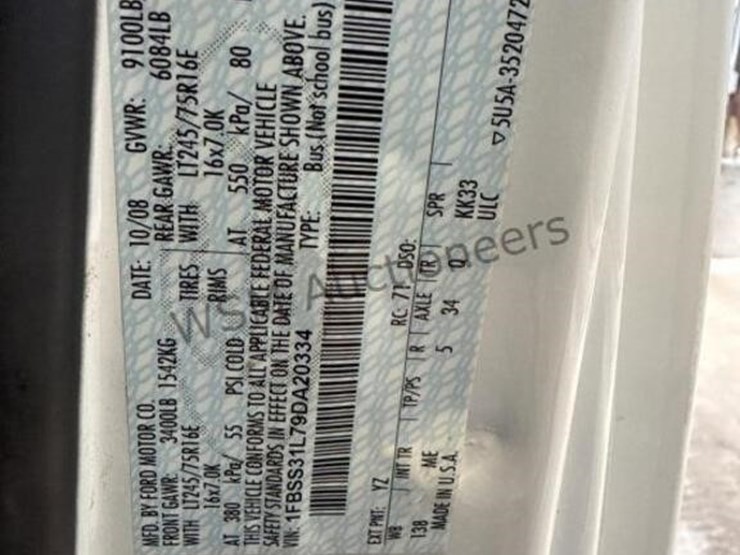 MFD. BY FORD MOTOR CO.
DATE: 10/08 GVWR: 9100LB
FRONT GAWR: 3400LB 1542KG REAR GAWR: 6084LB
WITH LT245/75R16E TIRES WITH LT245/75R16E
16x7.0K RIMS 16x7.0K
AT 380 kPa/ 55 PSI COLD AT 550 kPa/ 80
THIS VEHICLE CONFORMS TO ALL APPLICABLE FEDERAL MOTOR VEHICLE
SAFETY STANDARDS IN EFFECT ON THE DATE OF MANUFACTURE SHOWN ABOVE.
VIN: 1FBSS31L79DA20334 TYPE: Bus (Not school bus)
EXT PNT: YZ RC: 71 DSO:
WB INT TR TP/PS R AXLE TR SPR
138 ME 5 34 Q KK33
MADE IN U.S.A. ULC
▽5U5A-3520472
WSM Auctioneers